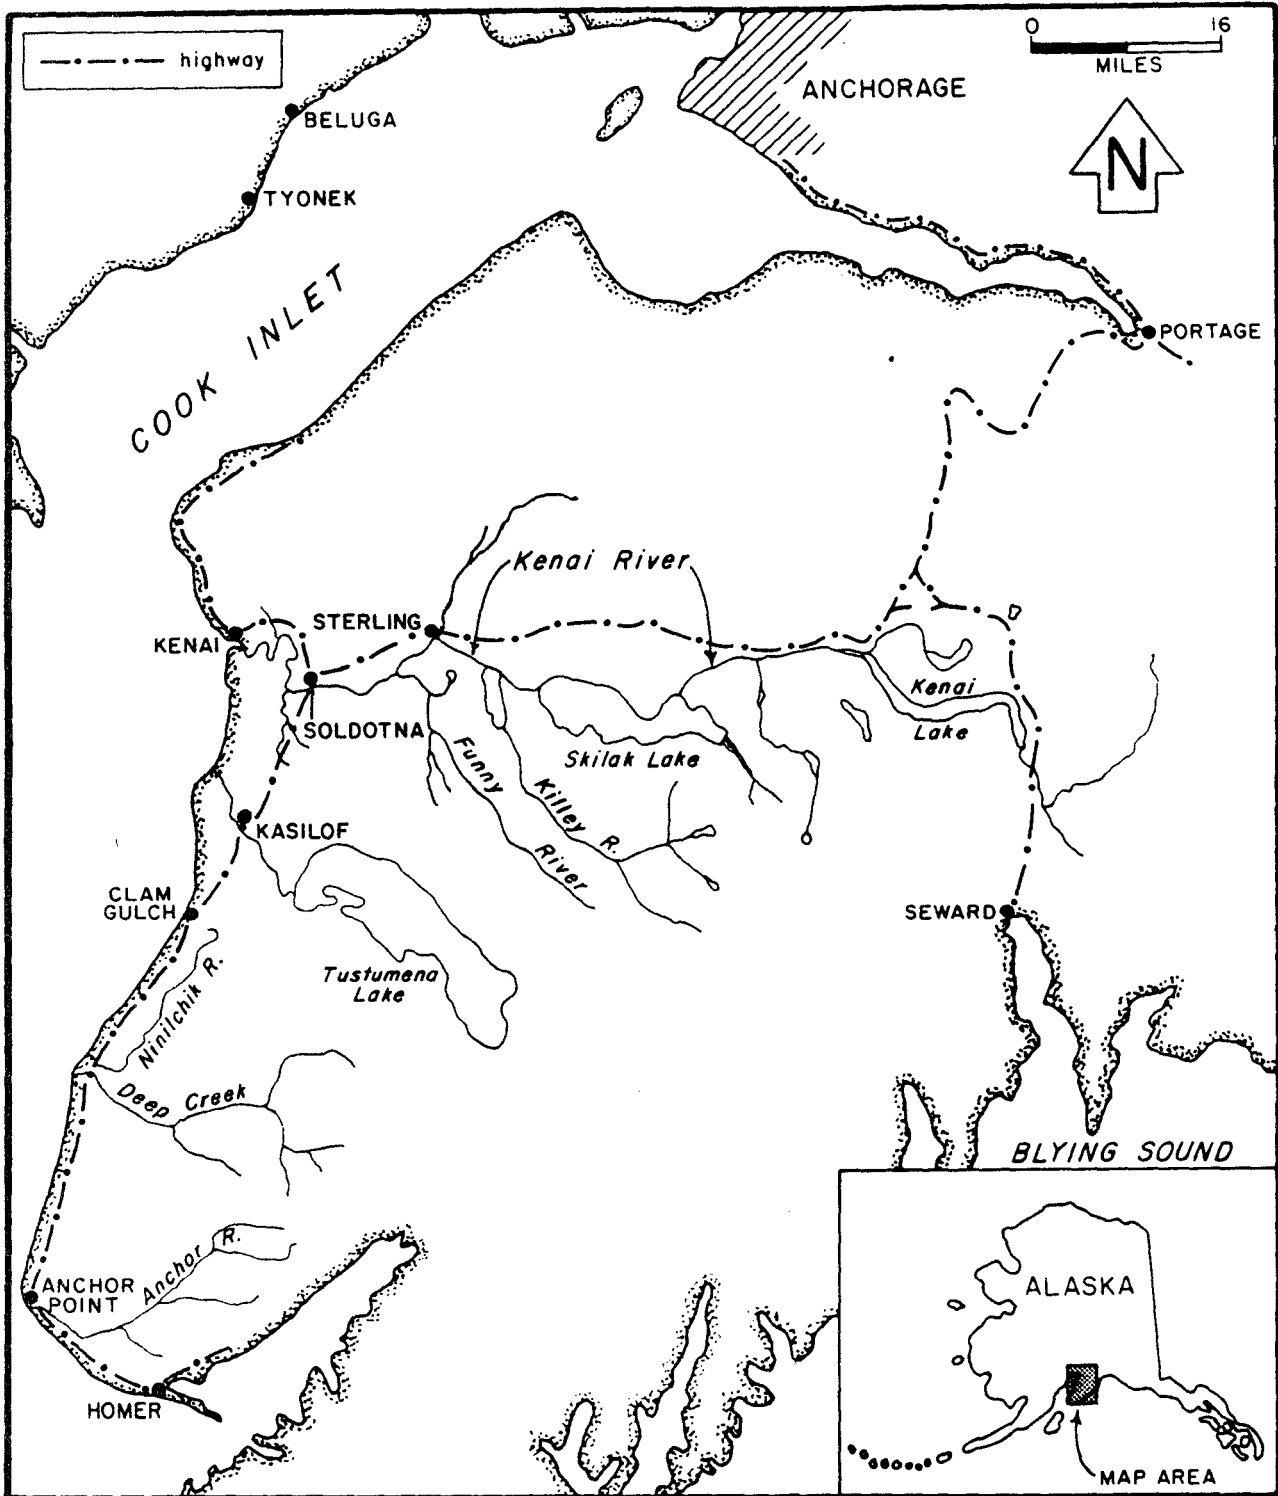 highway
0 16
MILES
ANCHORAGE
N
BELUGA
TYONEK
COOK INLET
PORTAGE
Kenai River
STERLING
KENAI
SOLDOTNA
Kenai
Lake
Skilak Lake
Funny
River
Killey R.
KASILOF
CLAM
GULCH
SEWARD
Tustumena
Lake
Ninilchik R.
Deep Creek
BLYING SOUND
Anchor R.
ANCHOR
POINT
HOMER
ALASKA
MAP AREA